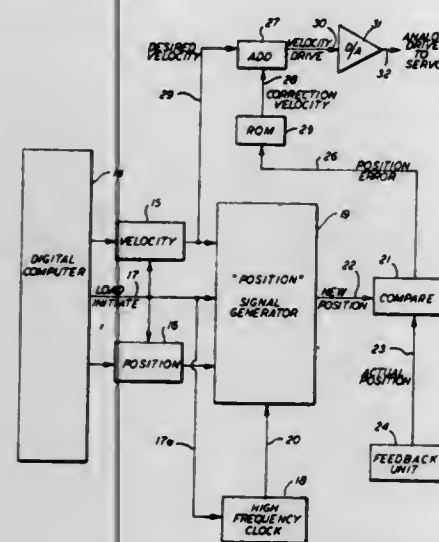 27
30
31
DESIRED
VELOCITY
ADD
VELOCITY
DRIVE
D/A
ANALOG
DRIVE
TO
SERVO
32
28
CORRECTION
VELOCITY
29
ROM
29
26
POSITION
ERROR
15
VELOCITY
19
DIGITAL
COMPUTER
LOAD
INITIATE
17
"POSITION"
SIGNAL
GENERATOR
22
NEW
POSITION
21
COMPARE
16
POSITION
23
ACTUAL
POSITION
17a
20
24
FEEDBACK
UNIT
18
HIGH
FREQUENCY
CLOCK